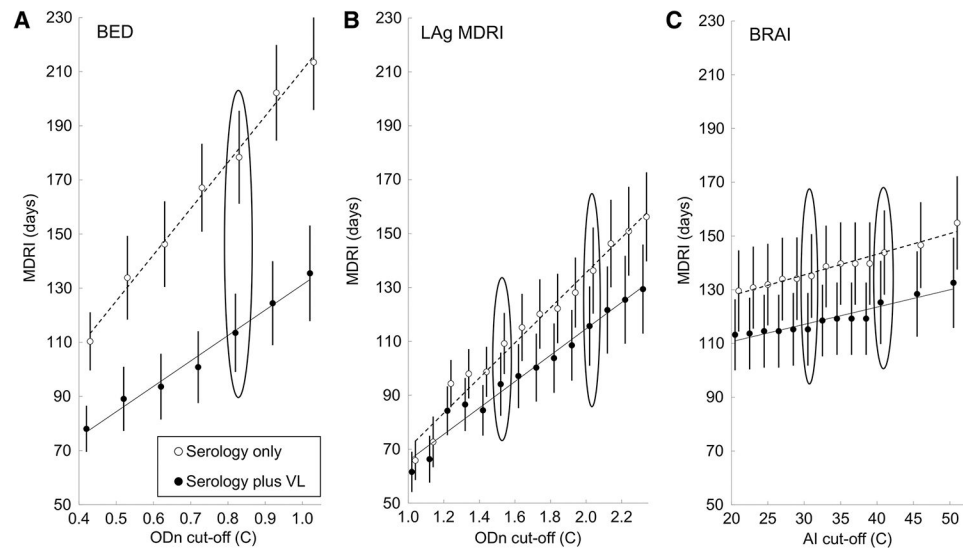 A
BED
MDRI (days)
230
210
190
170
150
130
110
90
70
50
0.4 0.5 0.6 0.7 0.8 0.9 1.0
ODn cut-off (C)
Serology only
Serology plus VL
B
LAg MDRI
MDRI (days)
230
210
190
170
150
130
110
90
70
50
1.0 1.2 1.4 1.6 1.8 2.0 2.2
ODn cut-off (C)
C
BRAI
MDRI (days)
230
210
190
170
150
130
110
90
70
50
20 25 30 35 40 45 50
AI cut-off (C)